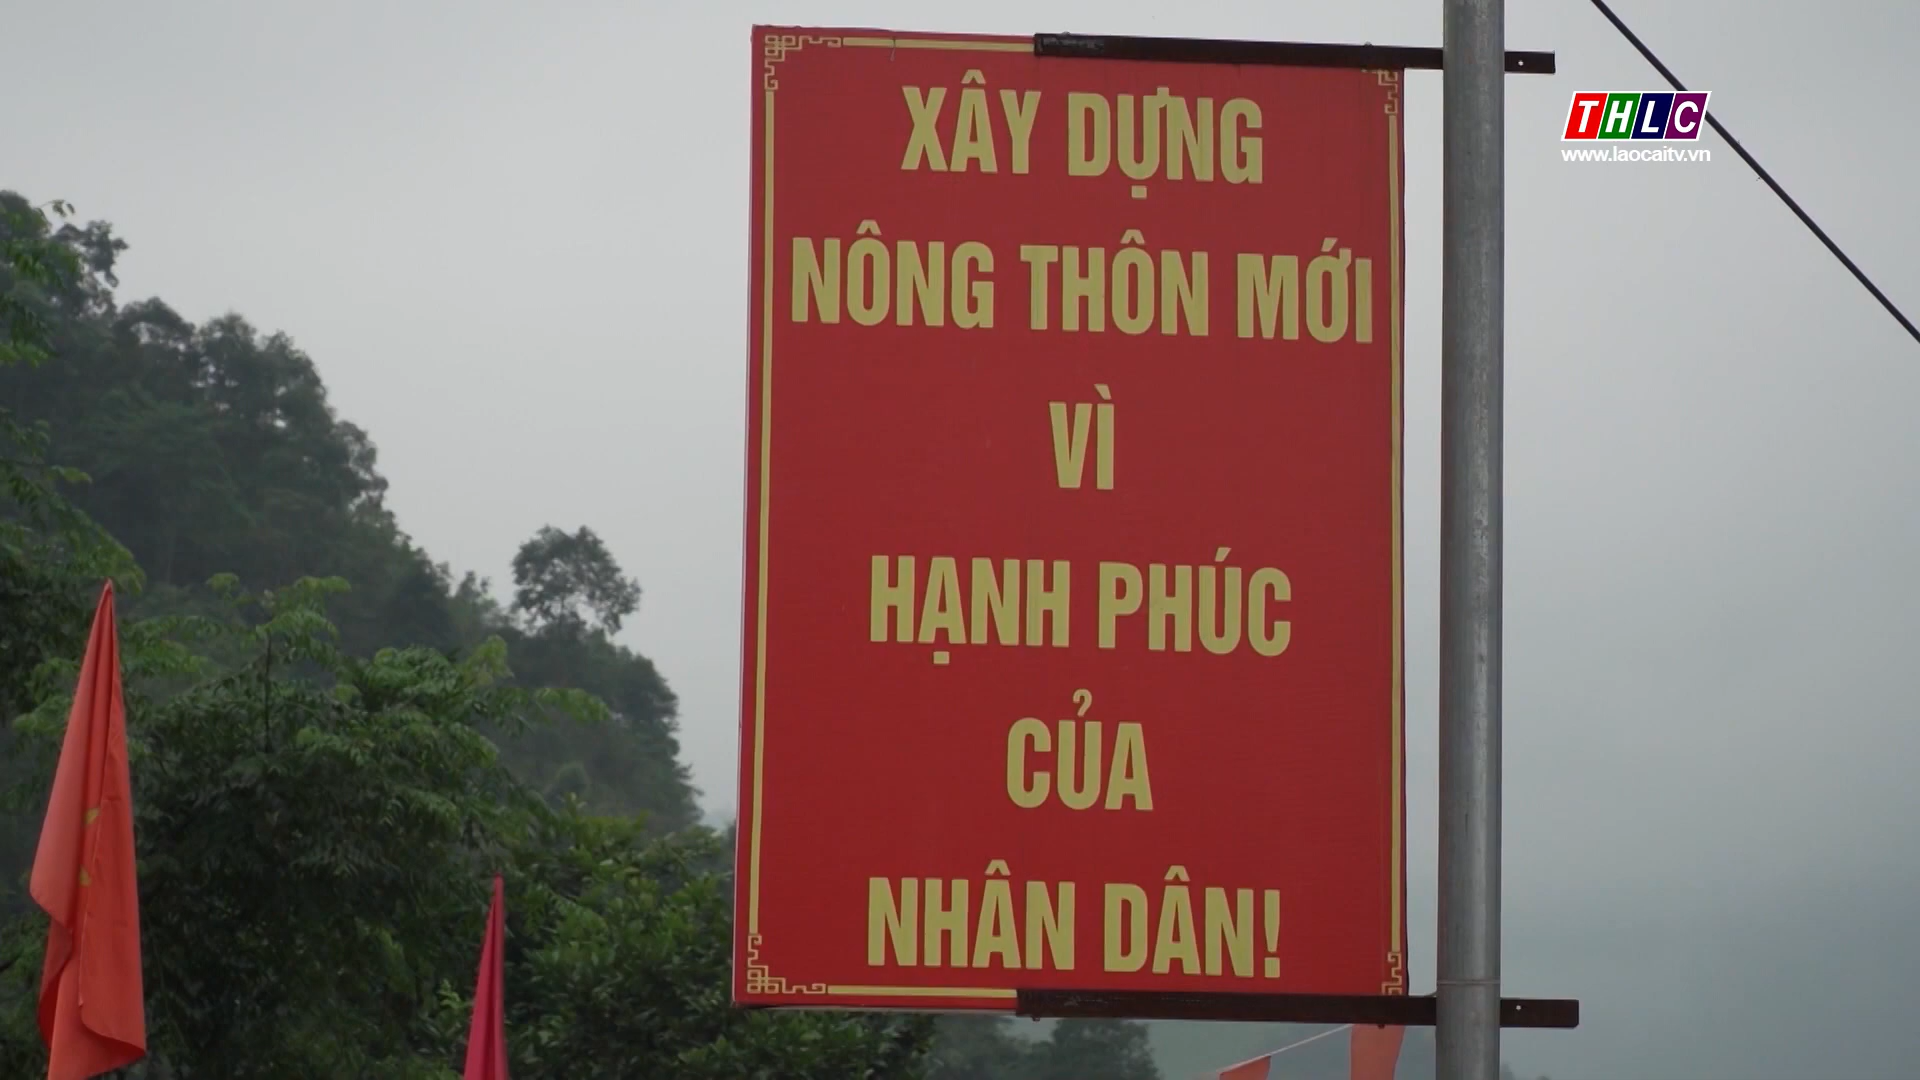 XÂY DỰNG
NÔNG THÔN MỚI
VÌ
HẠNH PHÚC
CỦA
NHÂN DÂN!
THLC
www.laocaitv.vn